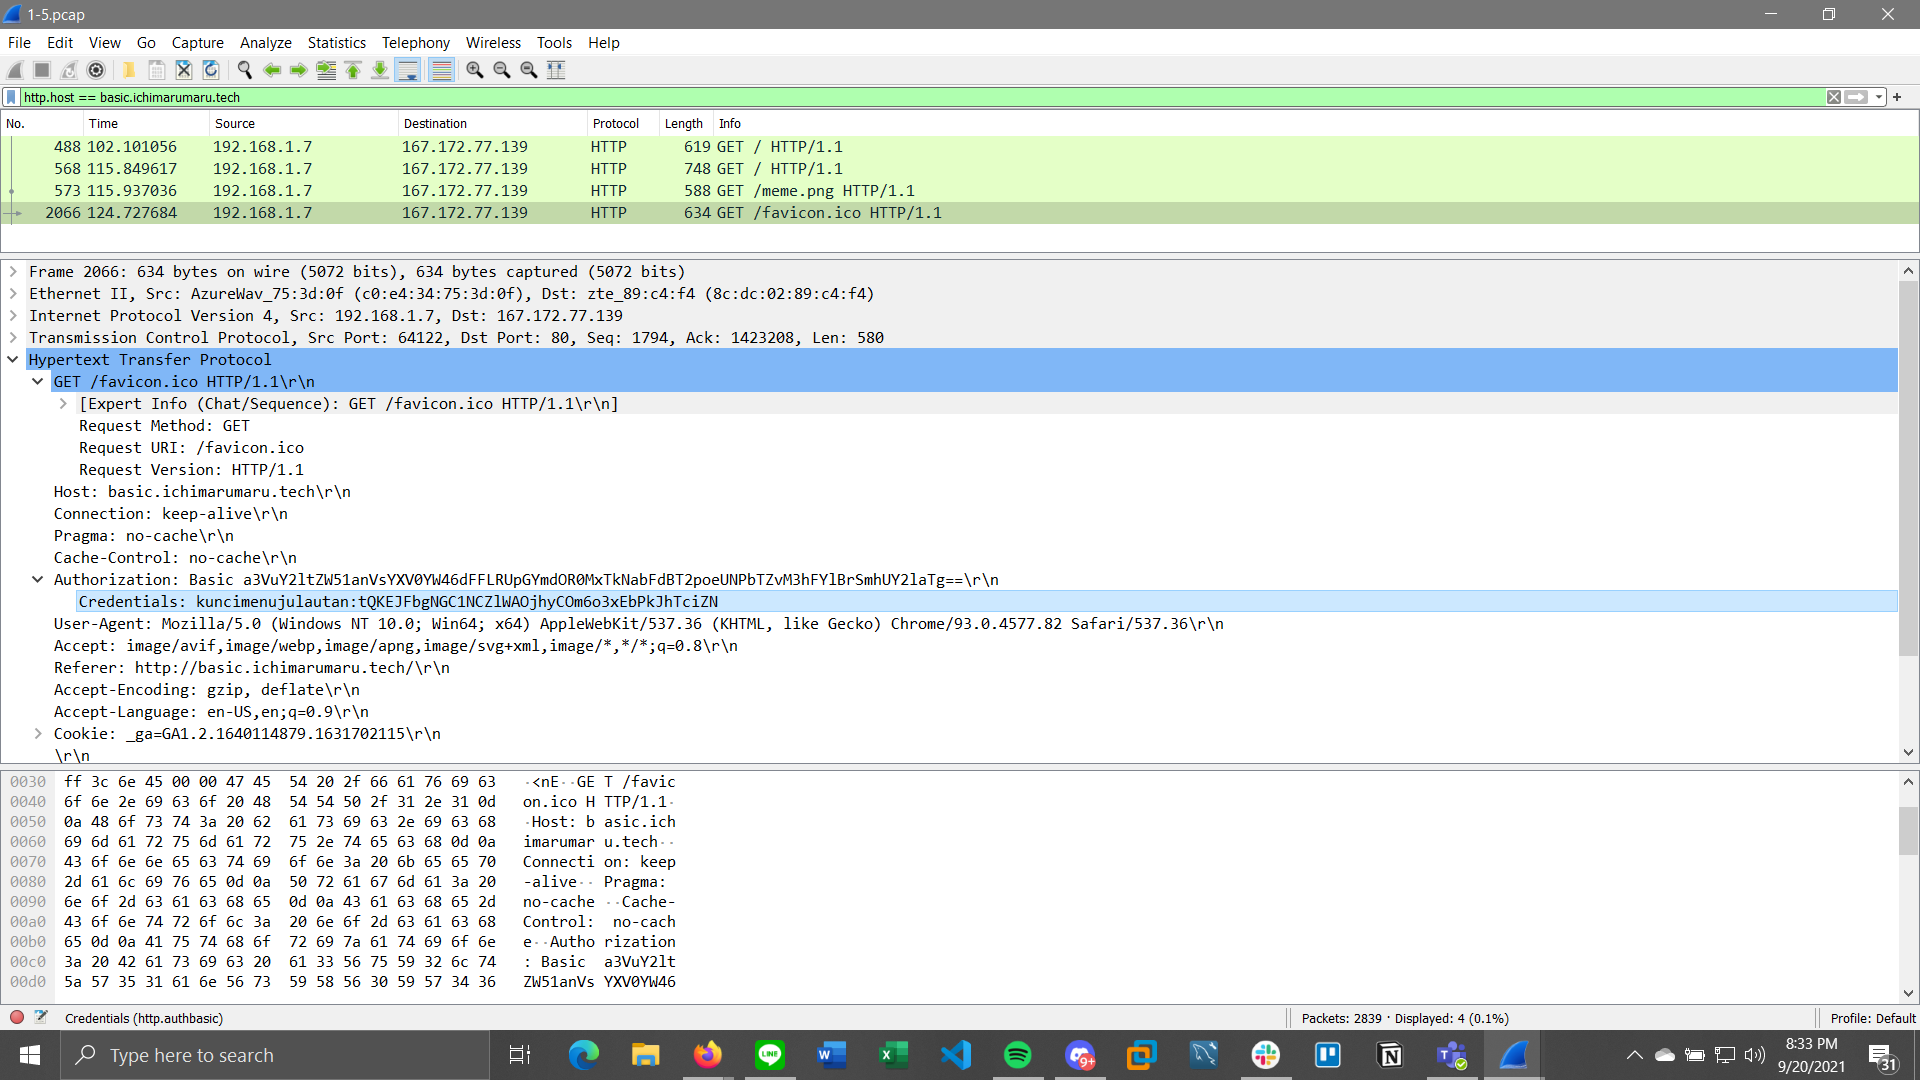 1-5.pcap
File Edit View Go Capture Analyze Statistics Telephony Wireless Tools Help
http.host == basic.ichimarumaru.tech
No. Time Source Destination Protocol Length Info
488 102.101056 192.168.1.7 167.172.77.139 HTTP 619 GET / HTTP/1.1
568 115.849617 192.168.1.7 167.172.77.139 HTTP 748 GET / HTTP/1.1
573 115.937036 192.168.1.7 167.172.77.139 HTTP 588 GET /meme.png HTTP/1.1
2066 124.727684 192.168.1.7 167.172.77.139 HTTP 634 GET /favicon.ico HTTP/1.1
Frame 2066: 634 bytes on wire (5072 bits), 634 bytes captured (5072 bits)
Ethernet II, Src: AzureWav_75:3d:0f (c0:e4:34:75:3d:0f), Dst: zte_89:c4:f4 (8c:dc:02:89:c4:f4)
Internet Protocol Version 4, Src: 192.168.1.7, Dst: 167.172.77.139
Transmission Control Protocol, Src Port: 64122, Dst Port: 80, Seq: 1794, Ack: 1423208, Len: 580
Hypertext Transfer Protocol
GET /favicon.ico HTTP/1.1\r\n
[Expert Info (Chat/Sequence): GET /favicon.ico HTTP/1.1\r\n]
Request Method: GET
Request URI: /favicon.ico
Request Version: HTTP/1.1
Host: basic.ichimarumaru.tech\r\n
Connection: keep-alive\r\n
Pragma: no-cache\r\n
Cache-Control: no-cache\r\n
Authorization: Basic a3VuY2ltZW51anVsYXV0YW46dFFLRUpGYmdOR0MxTkNabFdBT2poeUNPbTZvM3hFYlBrSmhUY2laTg==\r\n
Credentials: kuncimenujulautan:tQKEJFbgNGC1NCZlWAOjhyCOm6o3xEbPkJhTciZN
User-Agent: Mozilla/5.0 (Windows NT 10.0; Win64; x64) AppleWebKit/537.36 (KHTML, like Gecko) Chrome/93.0.4577.82 Safari/537.36\r\n
Accept: image/avif,image/webp,image/apng,image/svg+xml,image/*,*/*;q=0.8\r\n
Referer: http://basic.ichimarumaru.tech/\r\n
Accept-Encoding: gzip, deflate\r\n
Accept-Language: en-US,en;q=0.9\r\n
Cookie: _ga=GA1.2.1640114879.1631702115\r\n
\r\n
0030 ff 3c 6e 45 00 00 47 45 54 20 2f 66 61 76 69 63 ·<nE··GE T /favic
0040 6f 6e 2e 69 63 6f 20 48 54 54 50 2f 31 2e 31 0d on.ico H TTP/1.1·
0050 0a 48 6f 73 74 3a 20 62 61 73 69 63 2e 69 63 68 ·Host: b asic.ich
0060 69 6d 61 72 75 6d 61 72 75 2e 74 65 63 68 0d 0a imarumar u.tech··
0070 43 6f 6e 6e 65 63 74 69 6f 6e 3a 20 6b 65 65 70 Connecti on: keep
0080 2d 61 6c 69 76 65 0d 0a 50 72 61 67 6d 61 3a 20 -alive·· Pragma:
0090 6e 6f 2d 63 61 63 68 65 0d 0a 43 61 63 68 65 2d no-cache ··Cache-
00a0 43 6f 6e 74 72 6f 6c 3a 20 6e 6f 2d 63 61 63 68 Control: no-cach
00b0 65 0d 0a 41 75 74 68 6f 72 69 7a 61 74 69 6f 6e e··Autho rization
00c0 3a 20 42 61 73 69 63 20 61 33 56 75 59 32 6c 74 : Basic a3VuY2lt
00d0 5a 57 35 31 61 6e 56 73 59 58 56 30 59 57 34 36 ZW51anVs YXV0YW46
Credentials (http.authbasic)
Packets: 2839 · Displayed: 4 (0.1%)
Profile: Default
Type here to search
LINE
9+
8:33 PM
9/20/2021
31